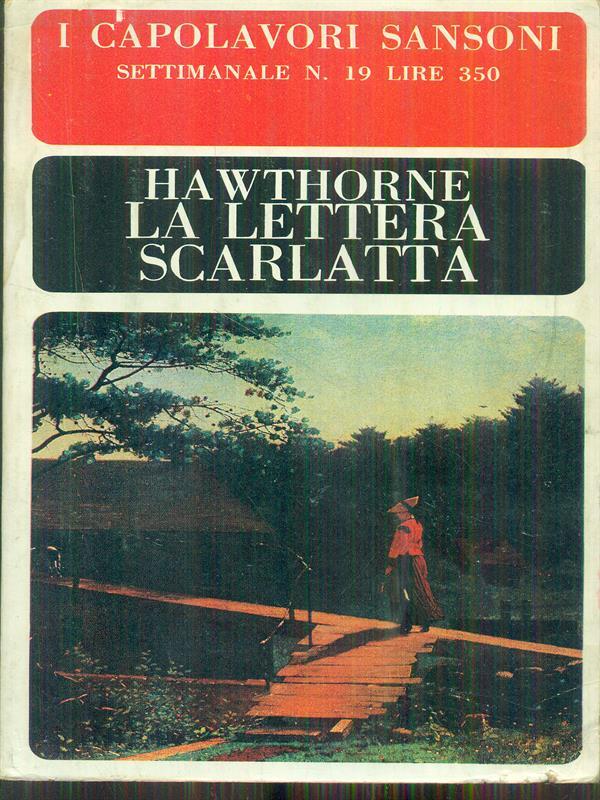 I CAPOLAVORI SANSONI
SETTIMANALE N. 19 LIRE 350
HAWTHORNE
LA LETTERA
SCARLATTA